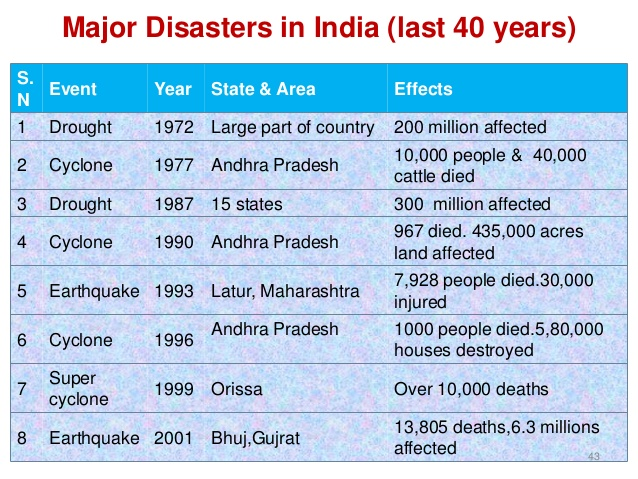 Major Disasters in India (last 40 years)
S. N Event Year State & Area Effects
1 Drought 1972 Large part of country 200 million affected
2 Cyclone 1977 Andhra Pradesh 10,000 people & 40,000
cattle died
3 Drought 1987 15 states 300 million affected
4 Cyclone 1990 Andhra Pradesh 967 died. 435,000 acres
land affected
5 Earthquake 1993 Latur, Maharashtra 7,928 people died.30,000
injured
6 Cyclone 1996 Andhra Pradesh 1000 people died.5,80,000
houses destroyed
7 Super
cyclone 1999 Orissa Over 10,000 deaths
8 Earthquake 2001 Bhuj,Gujrat 13,805 deaths,6.3 millions
affected
43